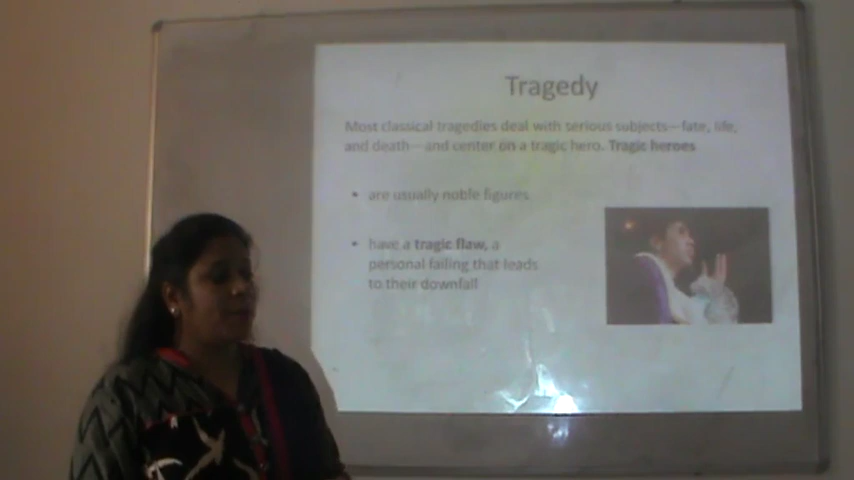 Tragedy
Most classical tragedies deal with serious subjects—fate, life,
and death—and center on a tragic hero. Tragic heroes
• are usually noble figures
• have a tragic flaw, a
personal failing that leads
to their downfall